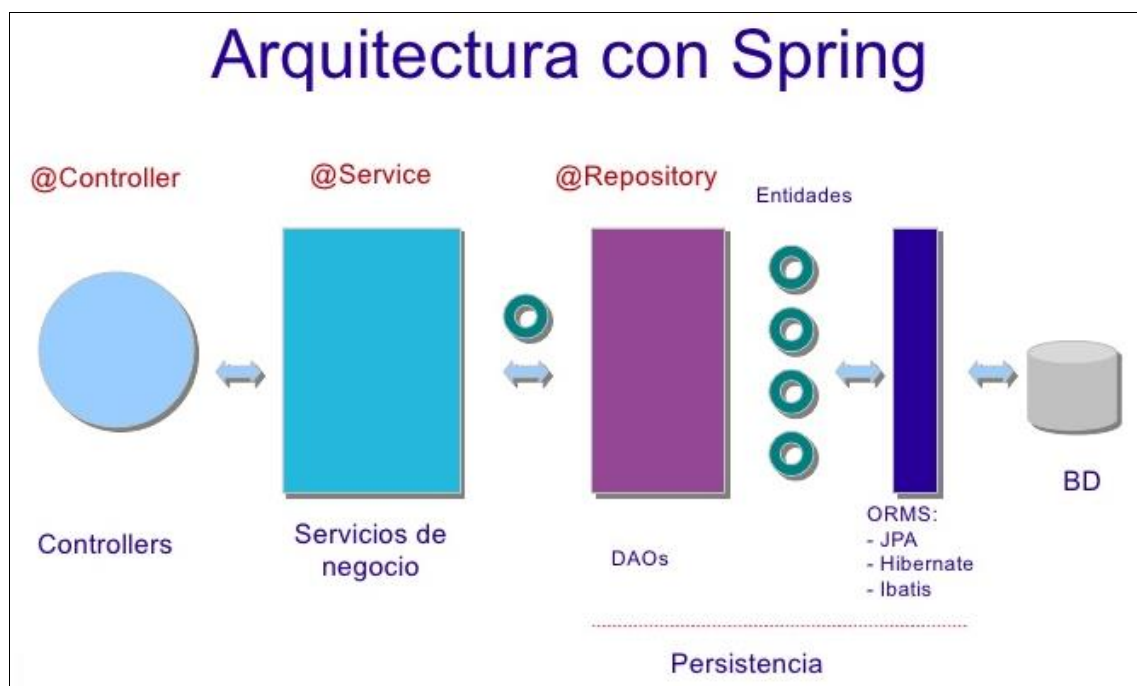 Arquitectura con Spring
@Controller
@Service
@Repository
Entidades
Controllers
Servicios de
negocio
DAOs
ORMS:
- JPA
- Hibernate
- Ibatis
BD
Persistencia